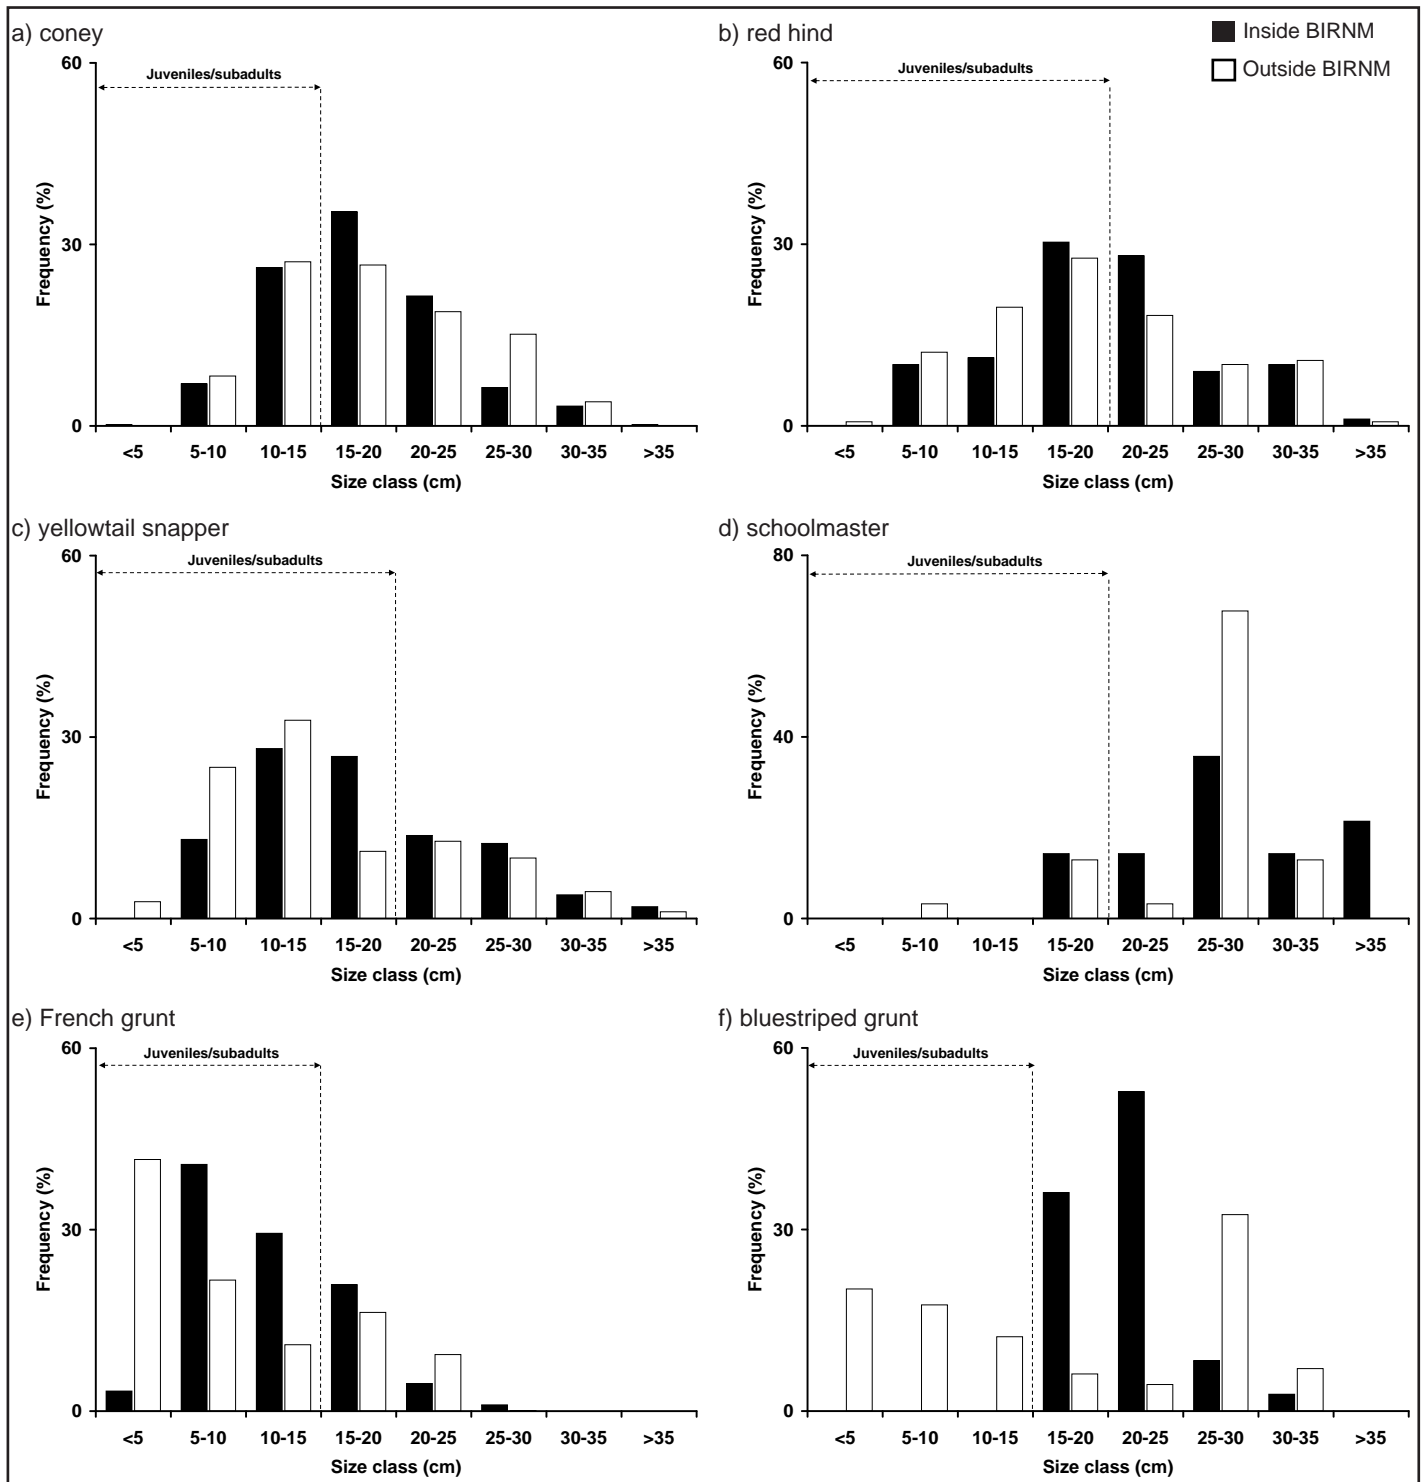 a) coney
b) red hind
Inside BIRNM
Outside BIRNM
60
Juveniles/subadults
30
0
Frequency (%)
<5 5-10 10-15 15-20 20-25 25-30 30-35 >35
Size class (cm)
60
Juveniles/subadults
30
0
Frequency (%)
<5 5-10 10-15 15-20 20-25 25-30 30-35 >35
Size class (cm)
c) yellowtail snapper
60
Juveniles/subadults
30
0
Frequency (%)
<5 5-10 10-15 15-20 20-25 25-30 30-35 >35
Size class (cm)
d) schoolmaster
80
Juveniles/subadults
40
0
Frequency (%)
<5 5-10 10-15 15-20 20-25 25-30 30-35 >35
Size class (cm)
e) French grunt
60
Juveniles/subadults
30
0
Frequency (%)
<5 5-10 10-15 15-20 20-25 25-30 30-35 >35
Size class (cm)
f) bluestriped grunt
60
Juveniles/subadults
30
0
Frequency (%)
<5 5-10 10-15 15-20 20-25 25-30 30-35 >35
Size class (cm)